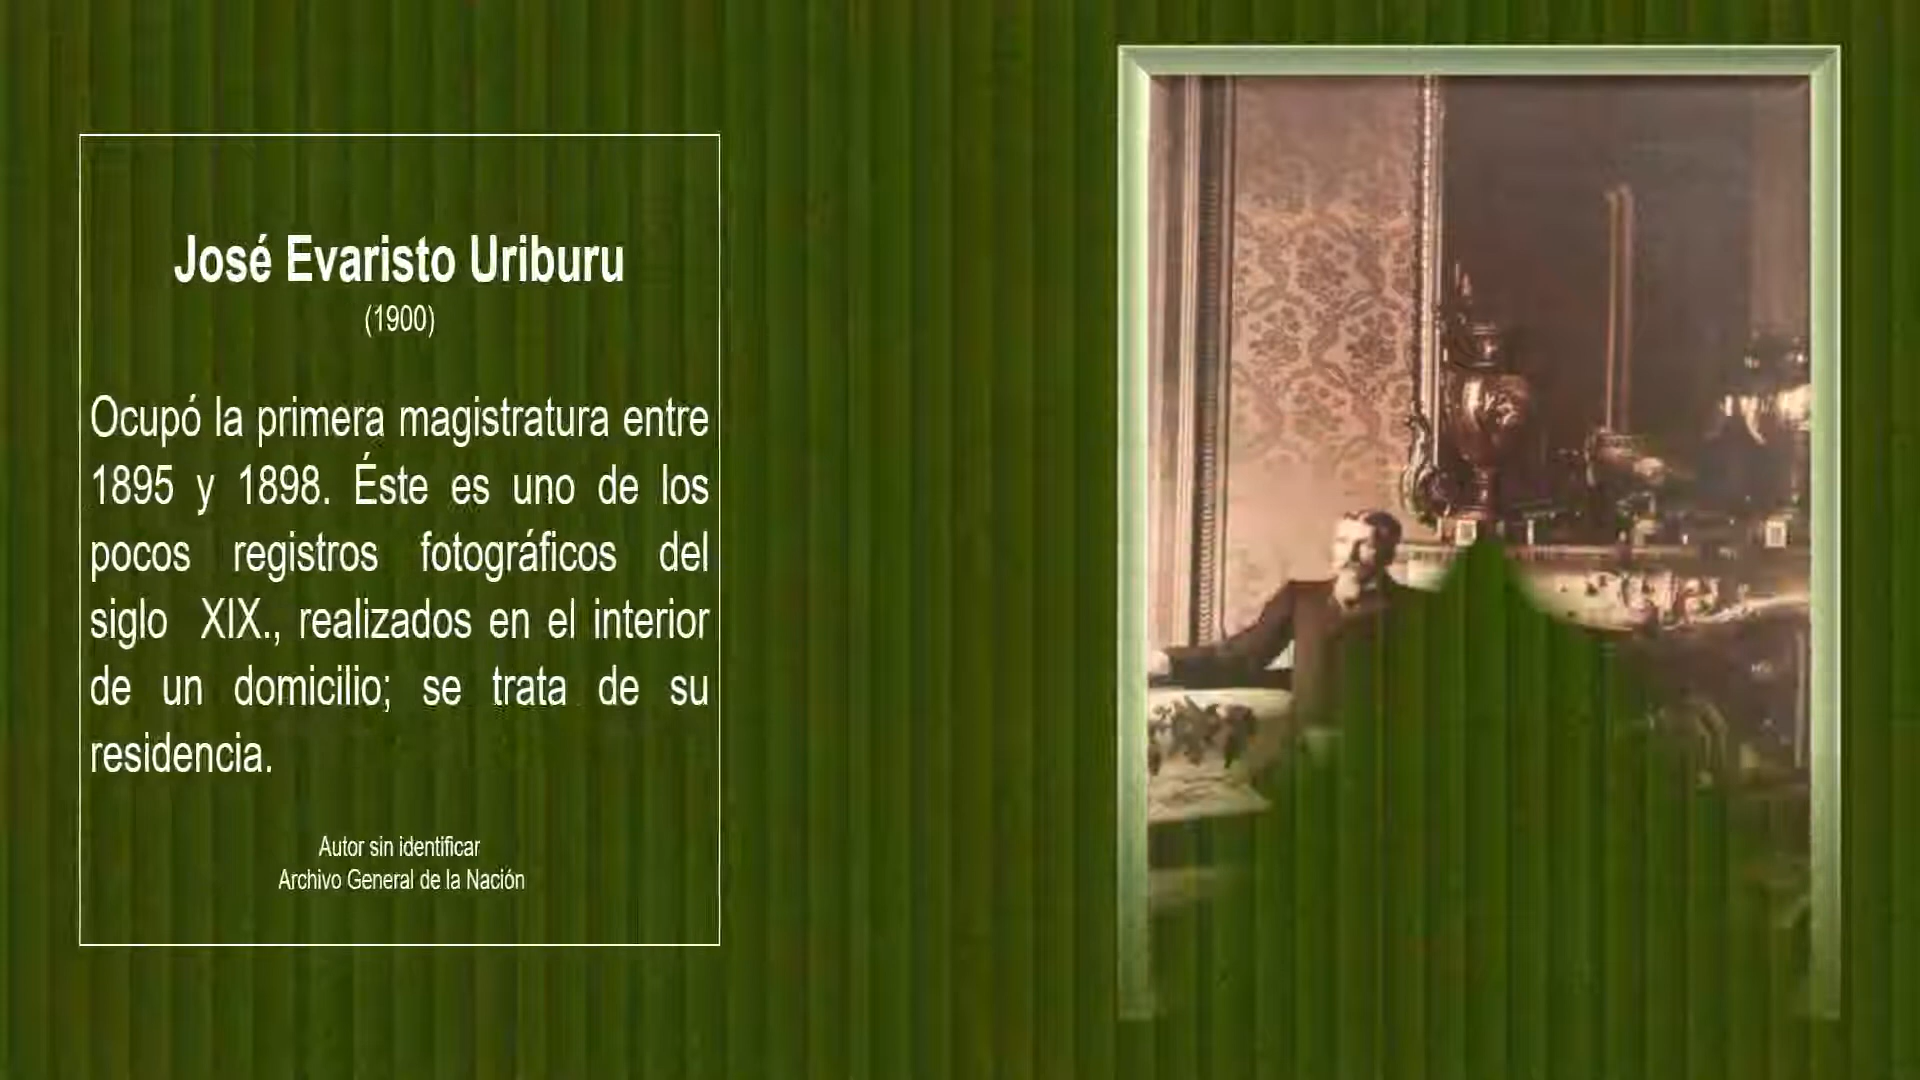 José Evaristo Uriburu
(1900)
Ocupó la primera magistratura entre
1895 y 1898. Éste es uno de los
pocos registros fotográficos del
siglo XIX., realizados en el interior
de un domicilio; se trata de su
residencia.
Autor sin identificar
Archivo General de la Nación